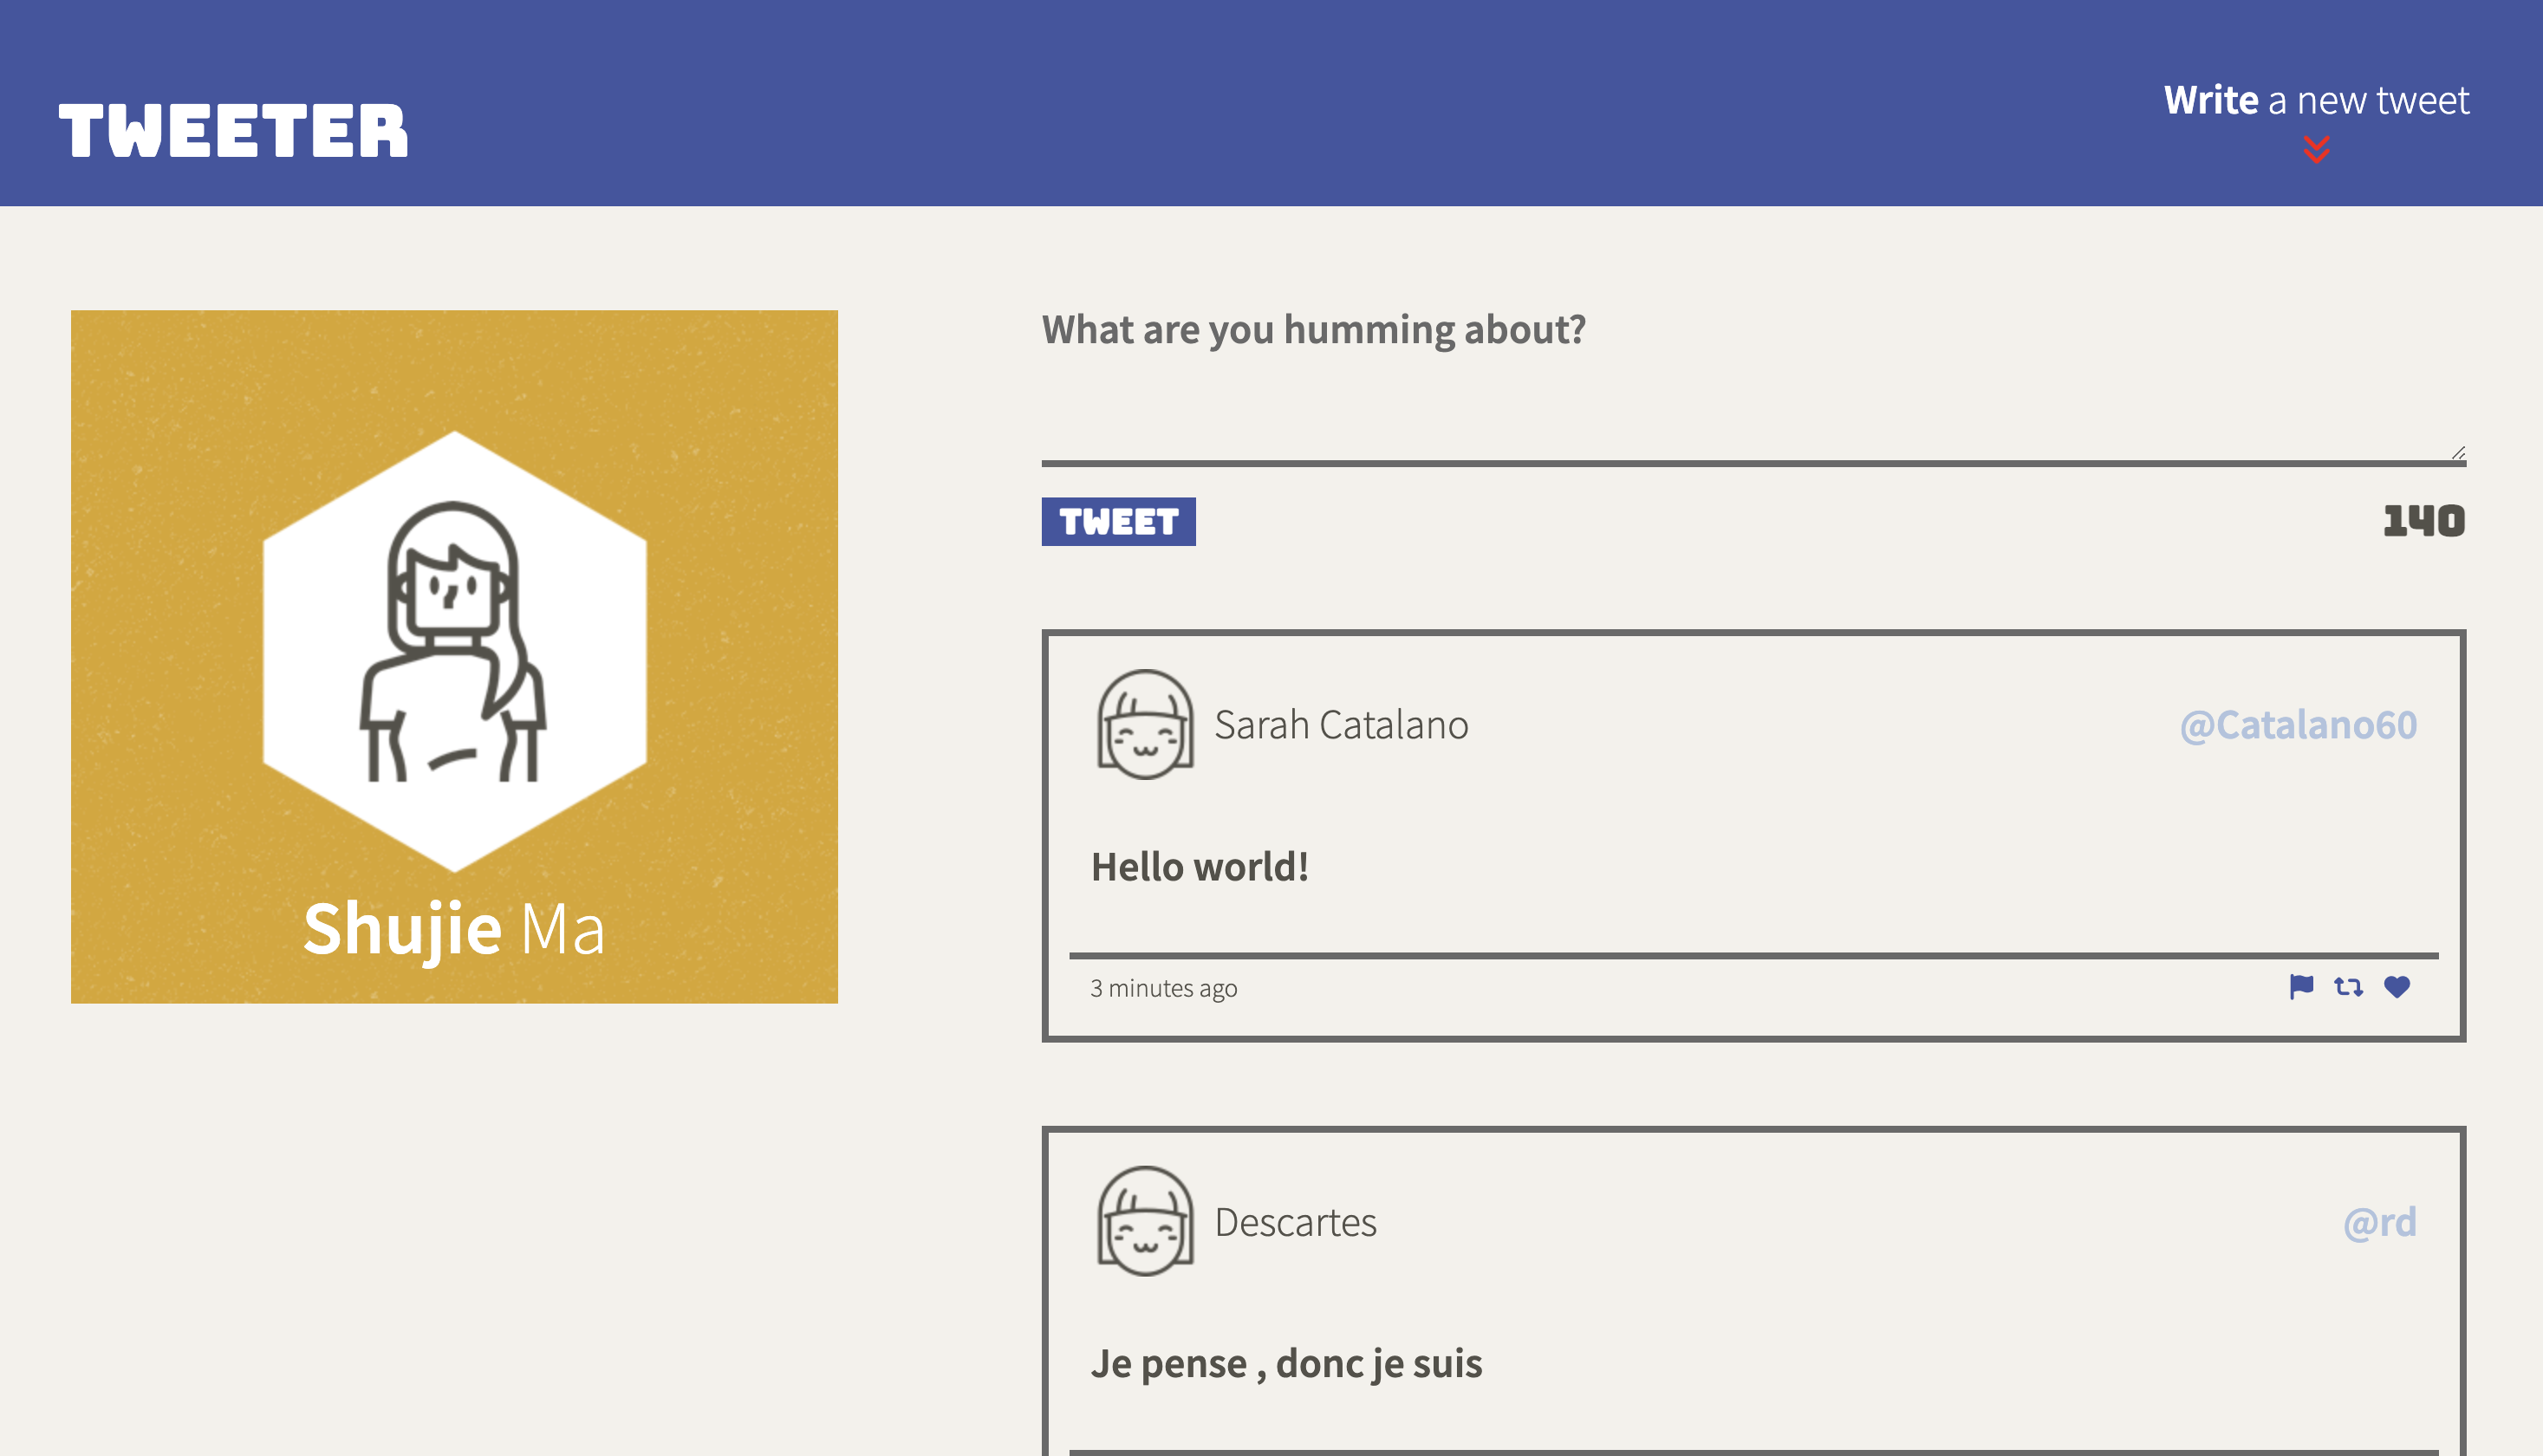 TWEETER
Write a new tweet
Shujie Ma
What are you humming about?
TWEET
140
Sarah Catalano
@Catalano60
Hello world!
3 minutes ago
Descartes
@rd
Je pense , donc je suis